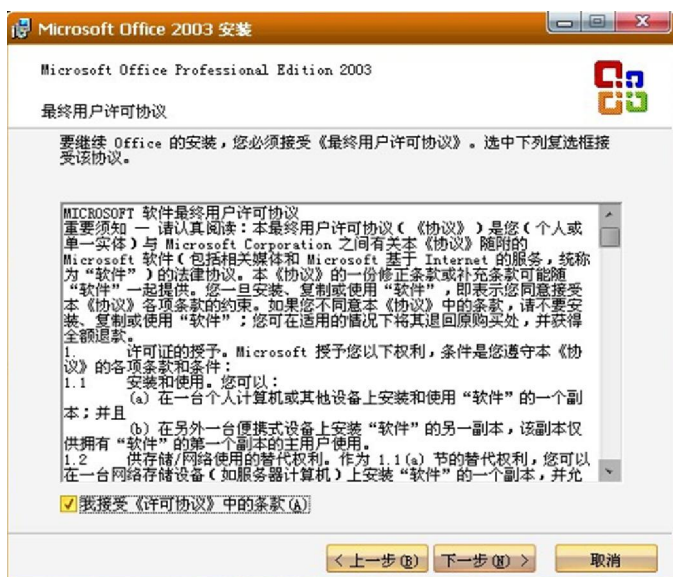 Microsoft Office 2003 安装
Microsoft Office Professional Edition 2003
最终用户许可协议
要继续 Office 的安装，您必须接受《最终用户许可协议》。选中下列复选框接
受该协议。
MICROSOFT 软件最终用户许可协议
重要须知 — 请认真阅读：本最终用户许可协议(《协议》)是您(个人或
单一实体)与 Microsoft Corporation 之间有关本《协议》随附的
Microsoft 软件(包括相关媒体和 Microsoft 基于 Internet 的服务，统称
为“软件”)的法律协议。本《协议》的一份修正条款或补充条款可能随
“软件”一起提供。您一旦安装、复制或使用“软件”，即表示您同意接受
本《协议》各项条款的约束。如果您不同意本《协议》中的条款，请不要安
装、复制或使用“软件”；您可在适用的情况下将其退回原购买处，并获得
全额退款。
1. 许可证的授予。Microsoft 授予您以下权利，条件是您遵守本《协
议》的各项条款和条件：
1.1 安装和使用。您可以：
(a) 在一台个人计算机或其他设备上安装和使用“软件”的一个副
本；并且
(b) 在另外一台便携式设备上安装“软件”的另一副本，该副本仅
供拥有“软件”的第一个副本的主用户使用。
1.2 供存储/网络使用的替代权利。作为 1.1(a) 节的替代权利，您可以
在一台网络存储设备(如服务器计算机)上安装“软件”的一个副本，并允
我接受《许可协议》中的条款(A)
< 上一步(B) 下一步(N) > 取消